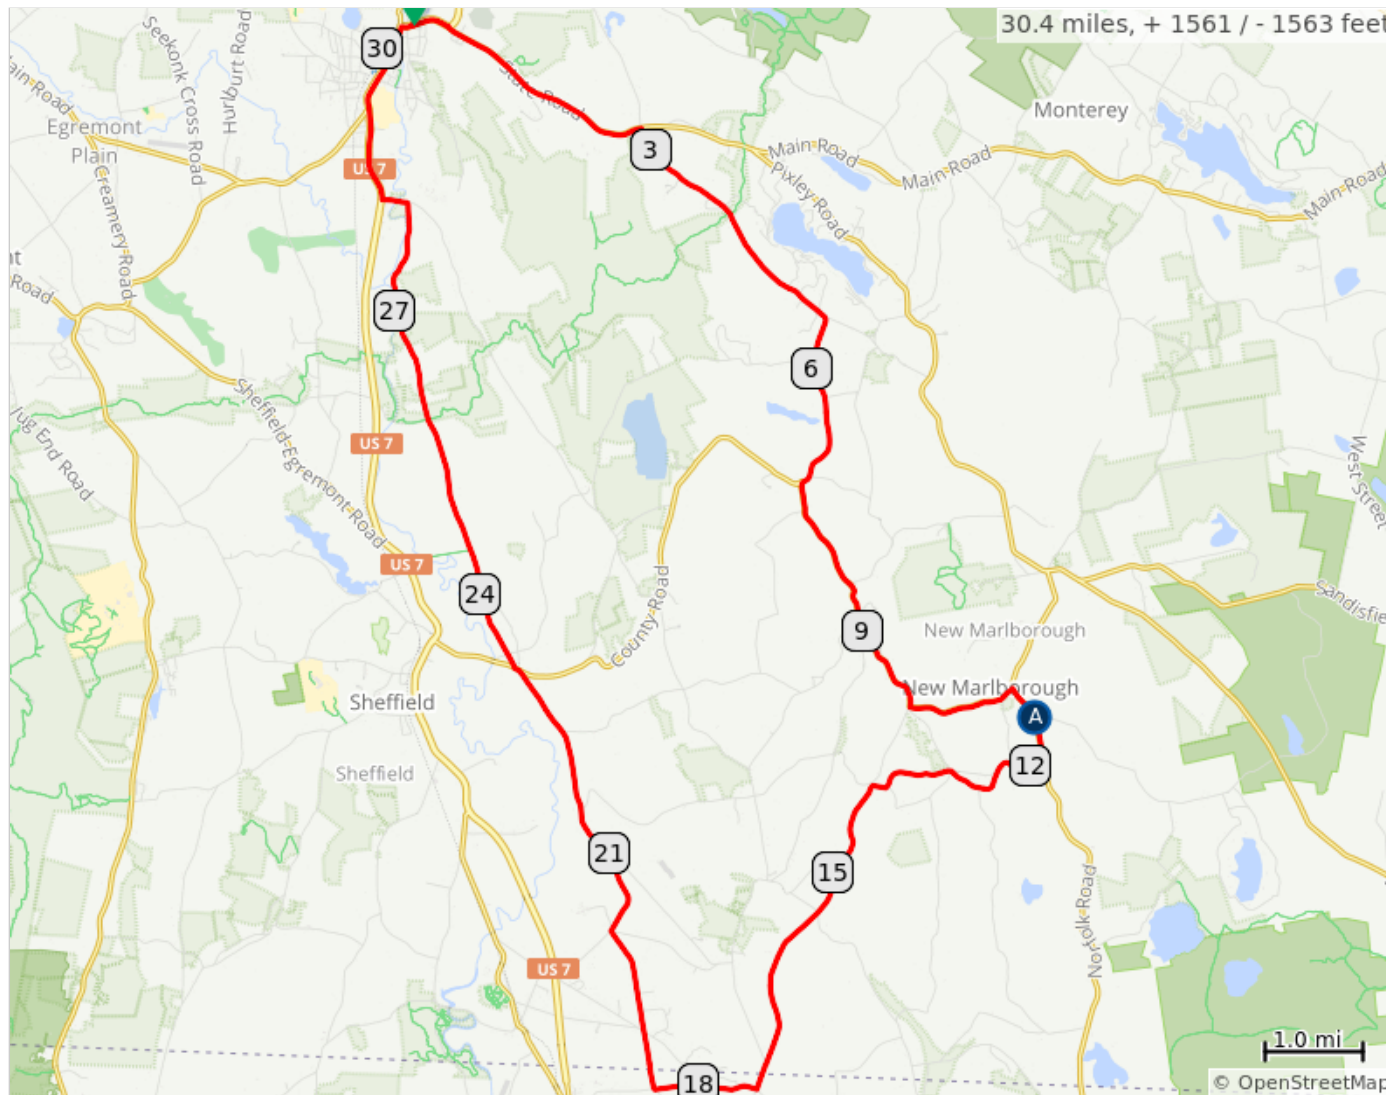 30.4 miles, + 1561 / - 1563 feet
30
Seekonk Cross Road
Hurlburt Road
State Road
Monterey
Egremont
Plain
3
Main Road
Main Road
Main Road
US 7
Pixley Road
Creamery Road
Road
27
6
Sheffield-Egremont Road
US 7
West Street
US 7
24
County Road
9
New Marlborough
New Marlborough
Sheffield
A
12
Sheffield
21
15
Norfolk Road
US 7
18
1.0 mi
© OpenStreetMap